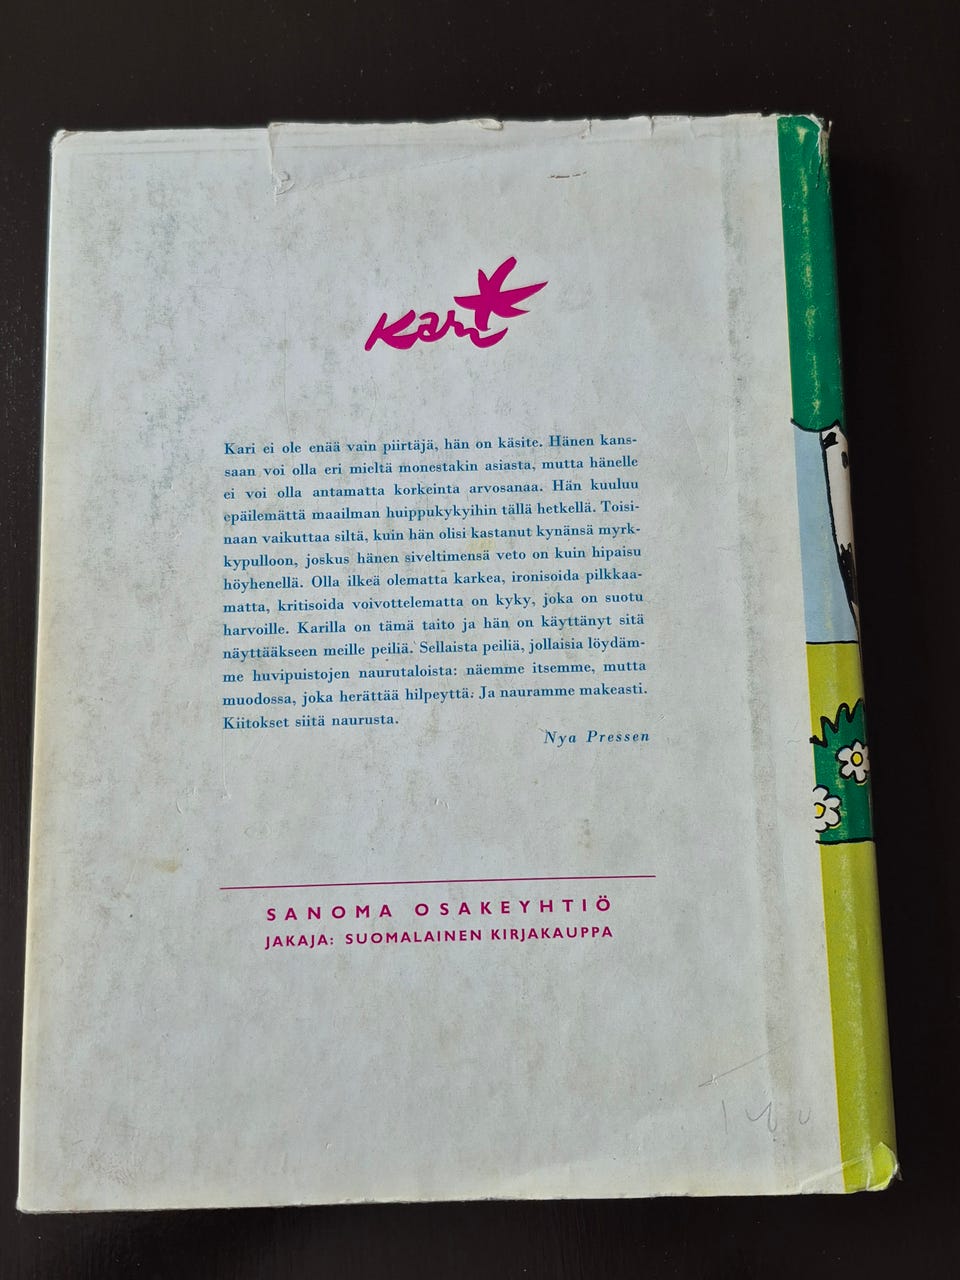 Kari
Kari ei ole enää vain piirtäjä, hän on käsite. Hänen kans-
saan voi olla eri mieltä monestakin asiasta, mutta hänelle
ei voi olla antamatta korkeinta arvosanaa. Hän kuuluu
epäilemättä maailman huippukykyihin tällä hetkellä. Toisi-
naan vaikuttaa siltä, kuin hän olisi kastanut kynänsä myrk-
kypulloon, joskus hänen siveltimensä veto on kuin hipaisu
höyhenellä. Olla ilkeä olematta karkea, ironisoida pilkkaa-
matta, kritisoida voivottelematta on kyky, joka on suotu
harvoille. Karilla on tämä taito ja hän on käyttänyt sitä
näyttääkseen meille peiliä. Sellaista peiliä, jollaisia löydäm-
me huvipuistojen naurutaloista: näemme itsemme, mutta
muodossa, joka herättää hilpeyttä. Ja nauramme makeasti.
Kiitokset siitä naurusta.
Nya Pressen
SANOMA OSAKEYHTIÖ
JAKAJA: SUOMALAINEN KIRJAKAUPPA